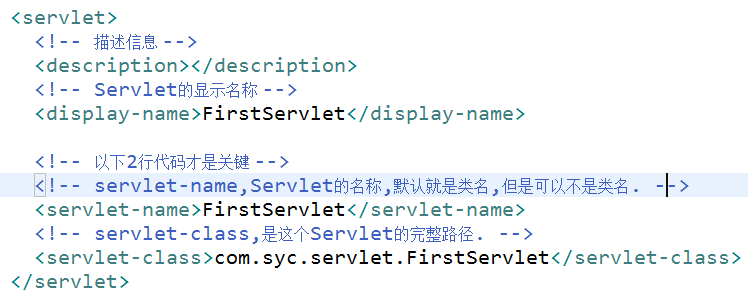 <servlet>
<!-- 描述信息 -->
<description></description>
<!-- Servlet的显示名称 -->
<display-name>FirstServlet</display-name>
<!-- 以下2行代码才是关键 -->
<!-- servlet-name,Servlet的名称,默认就是类名,但是可以不是类名. -->
<servlet-name>FirstServlet</servlet-name>
<!-- servlet-class,是这个Servlet的完整路径. -->
<servlet-class>com.syc.servlet.FirstServlet</servlet-class>
</servlet>